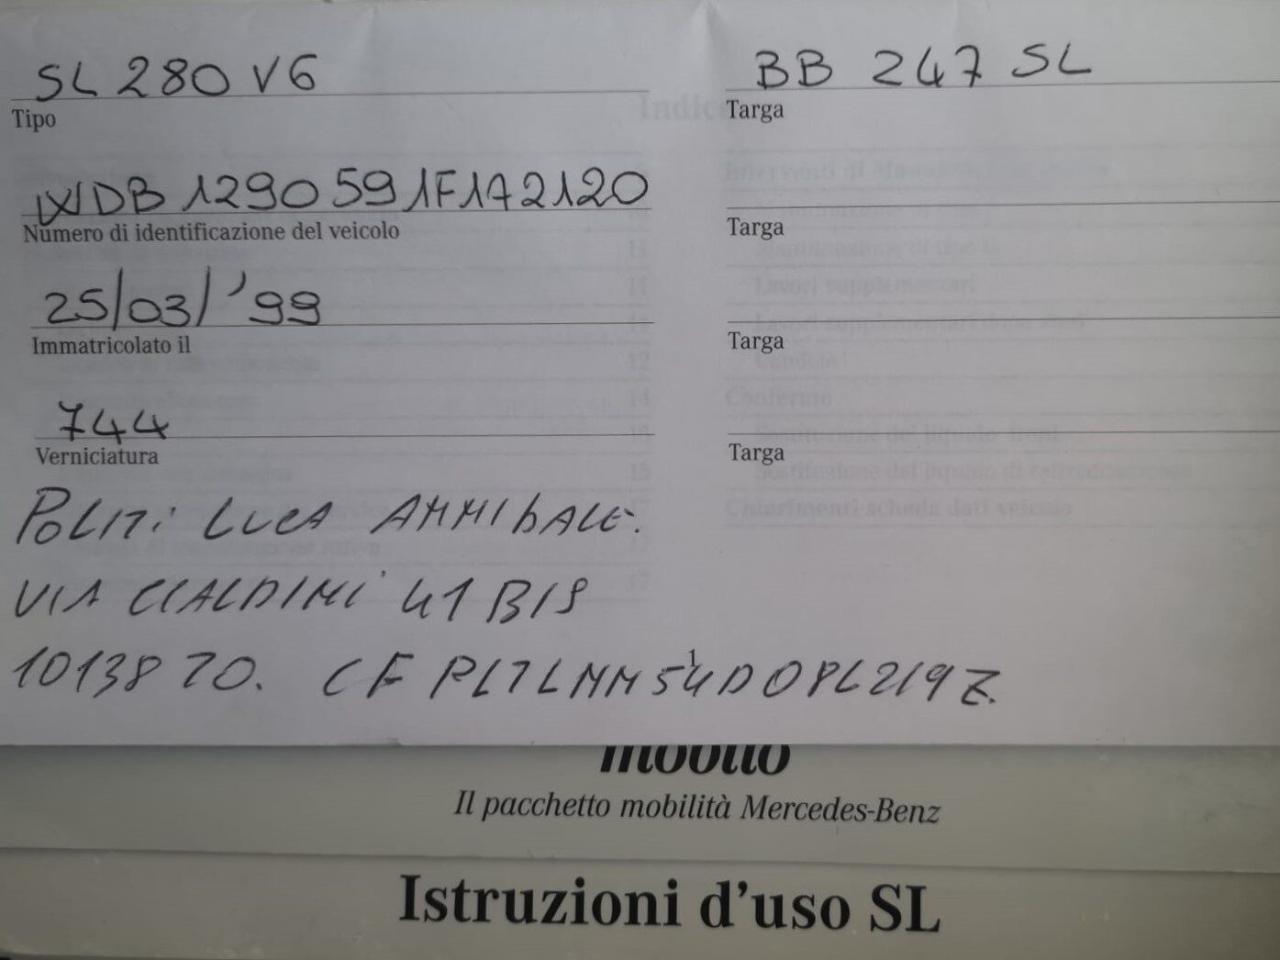 SL 280 V6
Tipo
WDB 129059 1F172120
Numero di identificazione del veicolo
25/03/'99
Immatricolato il
744
Verniciatura
BB 247 SL
Targa
Targa
Targa
Targa
POLITI LUCA ANNIBALE.
VIA CIALDINI 41 BIS
10138 TO. CF PLTLNN54D08L219Z.
Il pacchetto mobilità Mercedes-Benz
Istruzioni d'uso SL